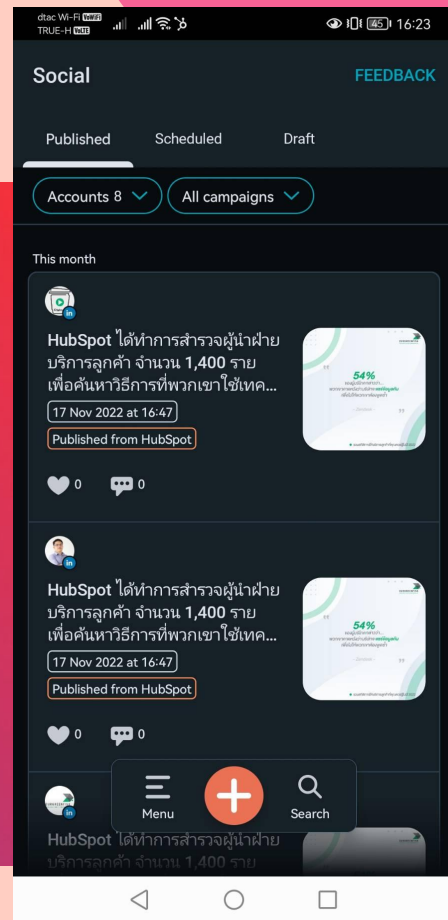 dtac Wi-Fi VoWiFi
TRUE-H VoLTE
45 16:23
Social
FEEDBACK
Published Scheduled Draft
Accounts 8 All campaigns
This month
HubSpot ได้ทำการสำรวจผู้นำฝ่าย
บริการลูกค้า จำนวน 1,400 ราย
เพื่อค้นหาวิธีการที่พวกเขาใช้เทค...
17 Nov 2022 at 16:47
Published from HubSpot
54%
0 0
HubSpot ได้ทำการสำรวจผู้นำฝ่าย
บริการลูกค้า จำนวน 1,400 ราย
เพื่อค้นหาวิธีการที่พวกเขาใช้เทค...
17 Nov 2022 at 16:47
Published from HubSpot
54%
0 0
Menu Search
HubSpot ได้ทำการสำรวจผู้นำฝ่าย
บริการลูกค้า จำนวน 1,400 ราย